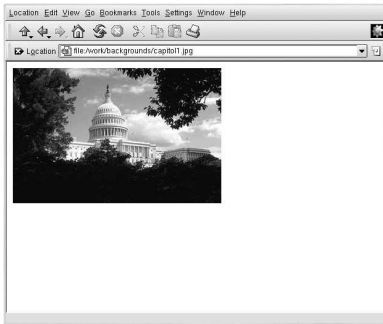 Location Edit View Go Bookmarks Tools Settings Window Help
Location file:/work/backgrounds/capitol1.jpg